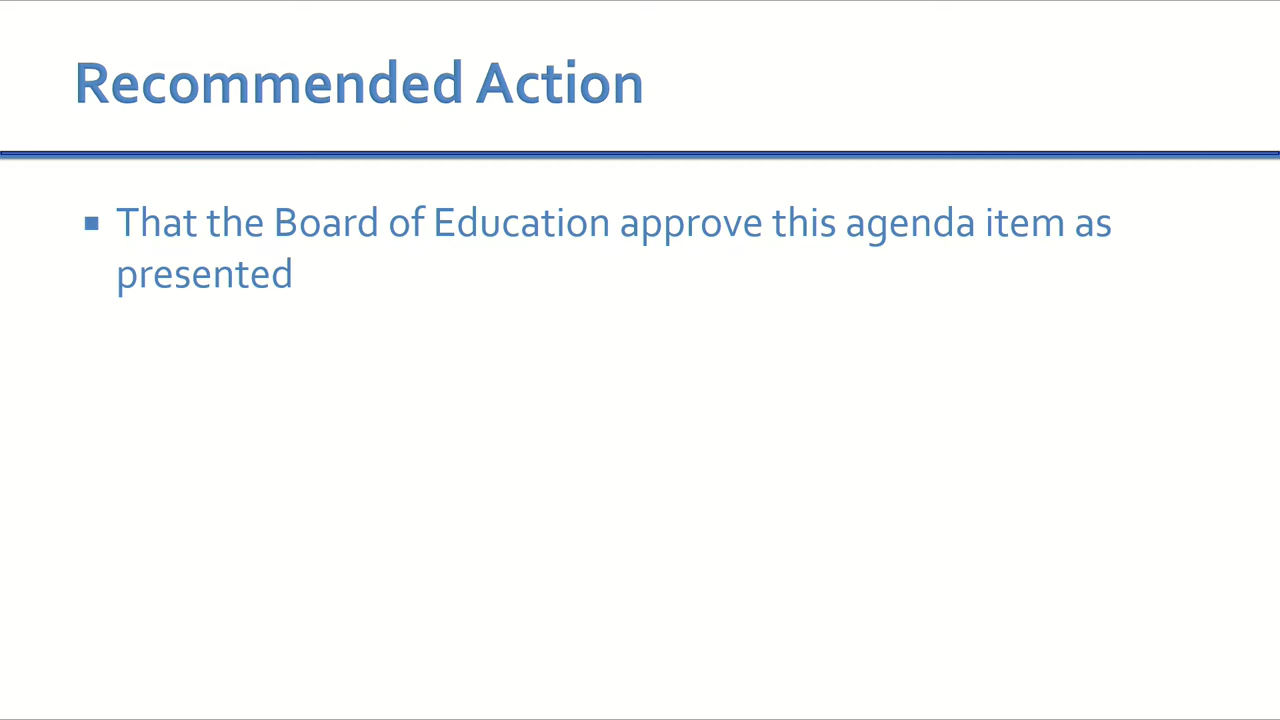 Recommended Action
That the Board of Education approve this agenda item as
presented